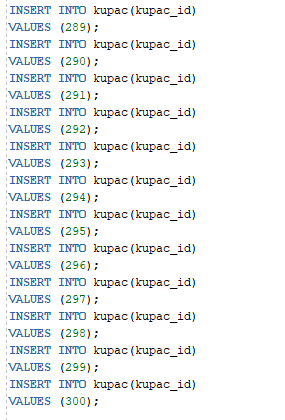 INSERT INTO kupac(kupac_id)
VALUES (289);
INSERT INTO kupac(kupac_id)
VALUES (290);
INSERT INTO kupac(kupac_id)
VALUES (291);
INSERT INTO kupac(kupac_id)
VALUES (292);
INSERT INTO kupac(kupac_id)
VALUES (293);
INSERT INTO kupac(kupac_id)
VALUES (294);
INSERT INTO kupac(kupac_id)
VALUES (295);
INSERT INTO kupac(kupac_id)
VALUES (296);
INSERT INTO kupac(kupac_id)
VALUES (297);
INSERT INTO kupac(kupac_id)
VALUES (298);
INSERT INTO kupac(kupac_id)
VALUES (299);
INSERT INTO kupac(kupac_id)
VALUES (300);